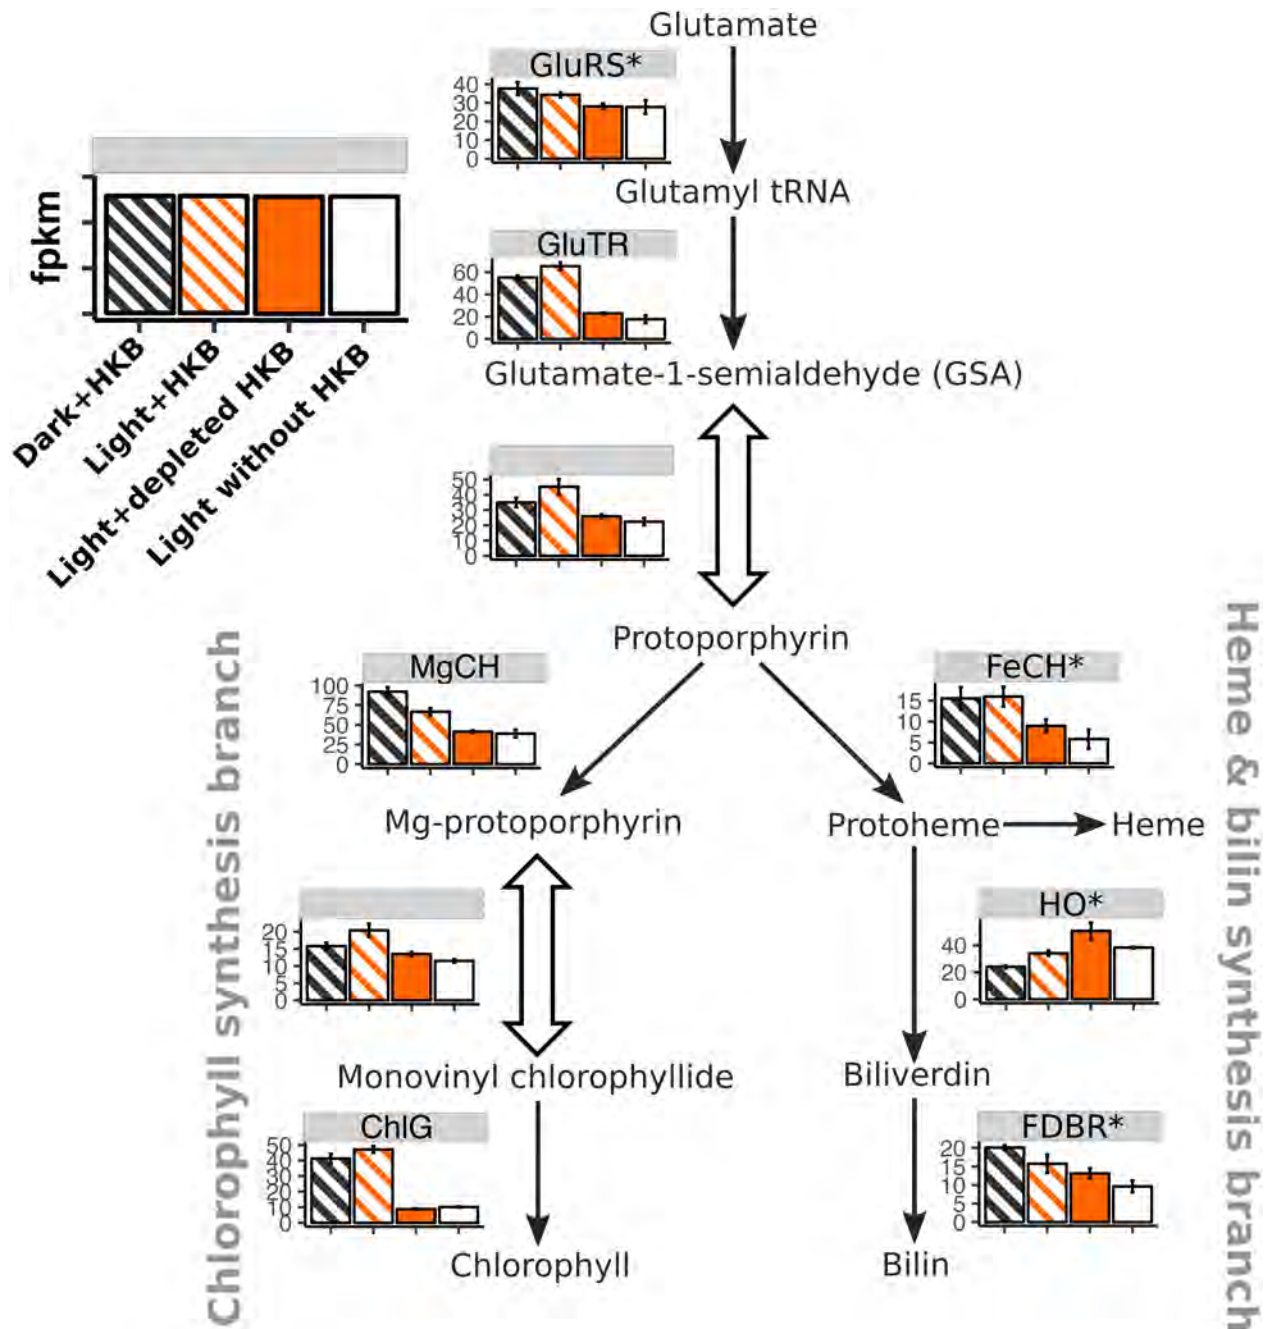 Glutamate
GluRS*
40
30
20
10
0
fpkm
Dark+HKB
Light+HKB
Light+depleted HKB
Light without HKB
Glutamyl tRNA
GluTR
60
40
20
0
Glutamate-1-semialdehyde (GSA)
50
40
30
20
10
0
Protoporphyrin
Chlorophyll synthesis branch
Heme & bilin synthesis branch
MgCH
100
75
50
25
0
FeCH*
15
10
5
0
Mg-protoporphyrin
Protoheme
Heme
20
15
10
5
0
HO*
40
20
0
Monovinyl chlorophyllide
Biliverdin
ChlG
50
40
30
20
10
0
FDBR*
20
15
10
5
0
Chlorophyll
Bilin